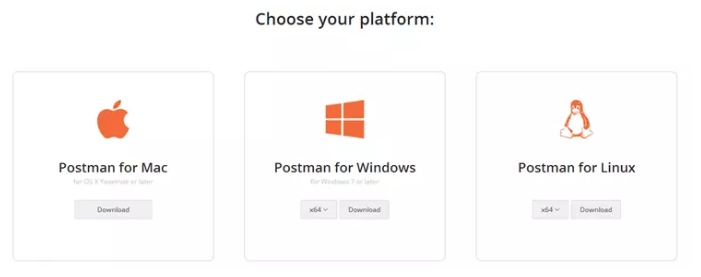 Choose your platform:
Postman for Mac
for OS X Yosemite or later
Download
Postman for Windows
For Windows 7 or later
x64
Download
Postman for Linux
x64
Download